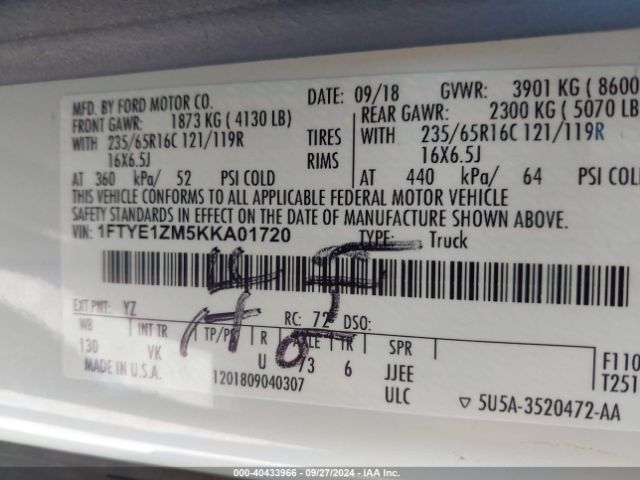 MFD. BY FORD MOTOR CO. DATE: 09/18 GVWR: 3901 KG ( 8600
FRONT GAWR: 1873 KG ( 4130 LB) REAR GAWR: 2300 KG ( 5070 LB
WITH 235/65R16C 121/119R TIRES WITH 235/65R16C 121/119R
16X6.5J RIMS 16X6.5J
AT 360 kPa/ 52 PSI COLD AT 440 kPa/ 64 PSI COL
THIS VEHICLE CONFORMS TO ALL APPLICABLE FEDERAL MOTOR VEHICLE
SAFETY STANDARDS IN EFFECT ON THE DATE OF MANUFACTURE SHOWN ABOVE.
VIN: 1FTYE1ZM5KKA01720 TYPE: Truck
EXT PNT: YZ RC: 72 DSO:
WB INT TR TP/PS R AXLE TR SPR
130 VK U /3 6 JJEE
MADE IN U.S.A. 1201809040307 ULC
F110
T251
5U5A-3520472-AA
000-40433966 - 09/27/2024 - IAA Inc.